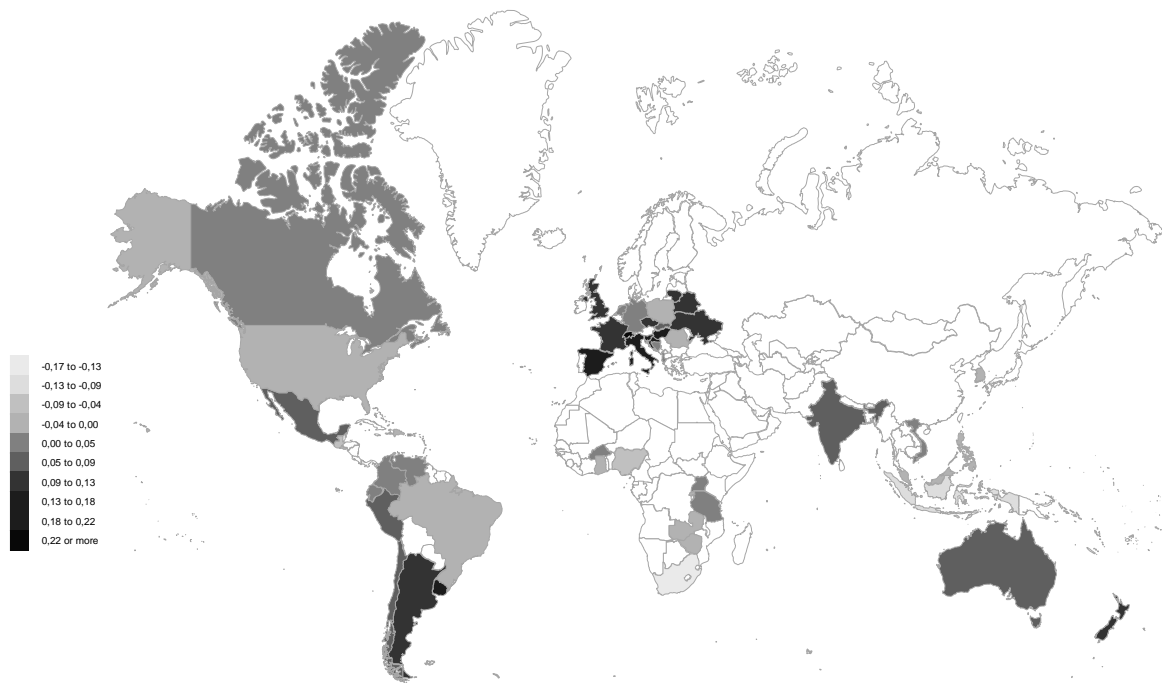 -0,17 to -0,13
-0,13 to -0,09
-0,09 to -0,04
-0,04 to 0,00
0,00 to 0,05
0,05 to 0,09
0,09 to 0,13
0,13 to 0,18
0,18 to 0,22
0,22 or more